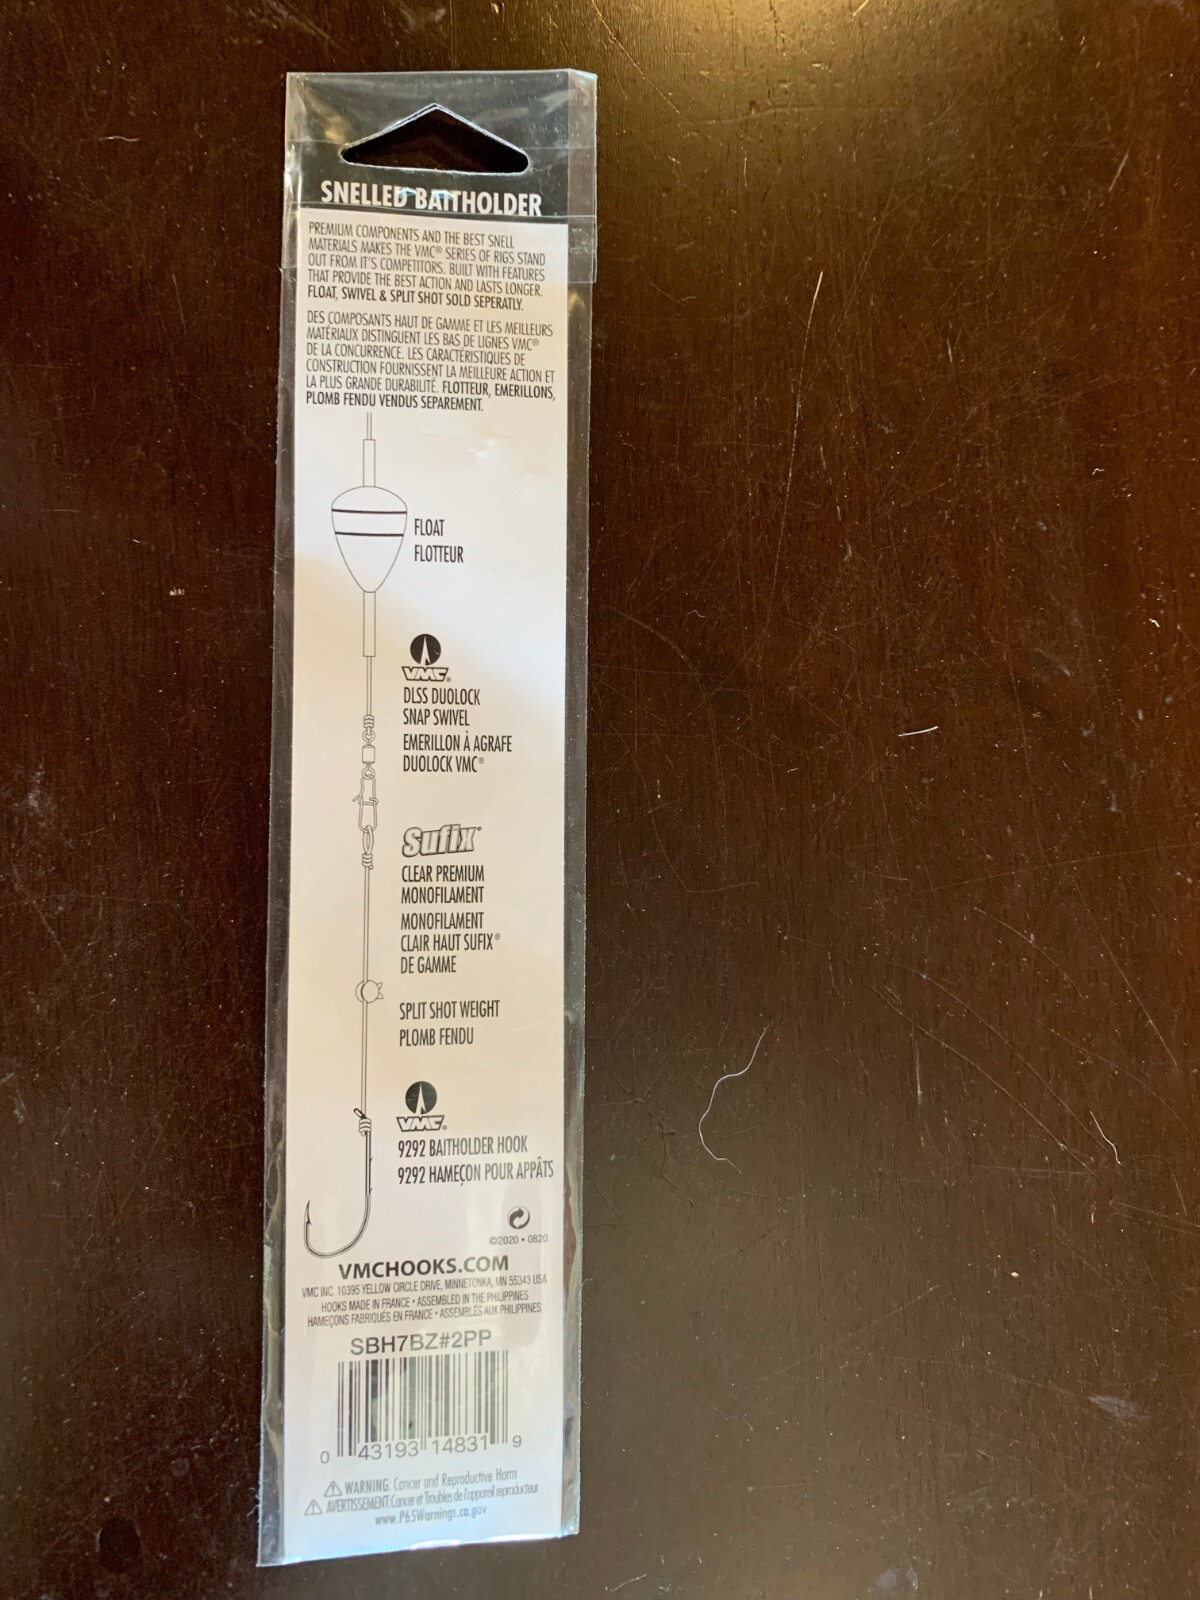 SNELLED BAITHOLDER
PREMIUM COMPONENTS AND THE BEST SNELL
MATERIALS MAKES THE VMC® SERIES OF RIGS STAND
OUT FROM IT'S COMPETITORS. BUILT WITH FEATURES
THAT PROVIDE THE BEST ACTION AND LASTS LONGER.
FLOAT, SWIVEL & SPLIT SHOT SOLD SEPERATLY.
DES COMPOSANTS HAUT DE GAMME ET LES MEILLEURS
MATÉRIAUX DISTINGUENT LES BAS DE LIGNES VMC®
DE LA CONCURRENCE. LES CARACTÉRISTIQUES DE
CONSTRUCTION FOURNISSENT LA MEILLEURE ACTION ET
LA PLUS GRANDE DURABILITÉ. FLOTTEUR, EMERILLONS,
PLOMB FENDU VENDUS SEPAREMENT.
FLOAT
FLOTTEUR
VMC®
DLSS DUOLOCK
SNAP SWIVEL
EMERILLON À AGRAFE
DUOLOCK VMC®
Sufix®
CLEAR PREMIUM
MONOFILAMENT
MONOFILAMENT
CLAIR HAUT SUFIX®
DE GAMME
SPLIT SHOT WEIGHT
PLOMB FENDU
VMC®
9292 BAITHOLDER HOOK
9292 HAMEÇON POUR APPÂTS
©2020 • 0820
VMCHOOKS.COM
VMC INC. 10395 YELLOW CIRCLE DRIVE, MINNETONKA, MN 55343 USA
HOOKS MADE IN FRANCE • ASSEMBLED IN THE PHILIPPINES
HAMEÇONS FABRIQUÉS EN FRANCE • ASSEMBLÉS AUX PHILIPPINES
SBH7BZ#2PP
0 43193 14831 9
WARNING: Cancer and Reproductive Harm
AVERTISSEMENT: Cancer et Troubles de l'appareil reproducteur
www.P65Warnings.ca.gov